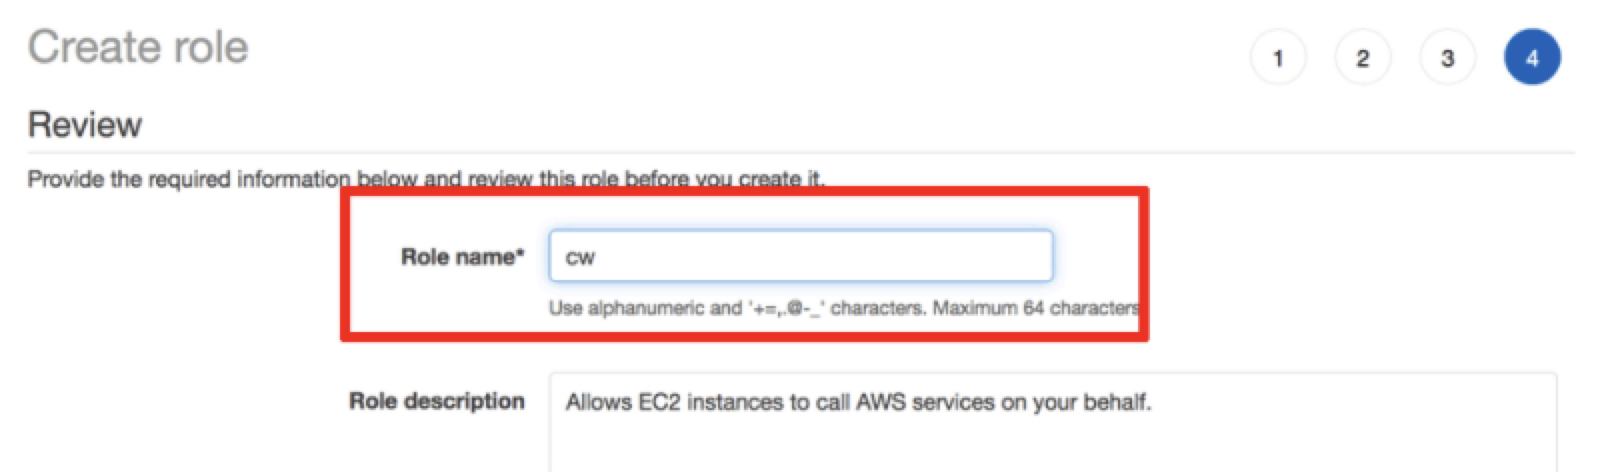 Create role
1 2 3 4
Review
Provide the required information below and review this role before you create it.
Role name* cw
Use alphanumeric and '+=,.@-_' characters. Maximum 64 characters
Role description Allows EC2 instances to call AWS services on your behalf.